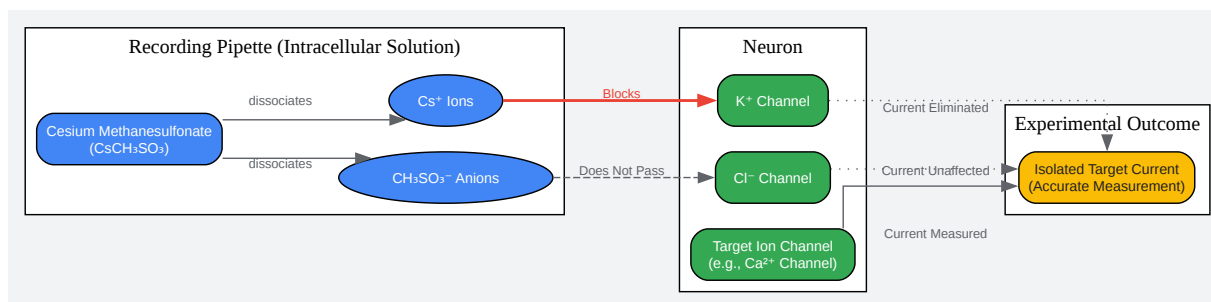 Recording Pipette (Intracellular Solution)
Cesium Methanesulfonate
(CsCH₃SO₃)
dissociates
dissociates
Cs⁺ Ions
CH₃SO₃⁻ Anions
Blocks
Does Not Pass
Neuron
K⁺ Channel
Cl⁻ Channel
Target Ion Channel
(e.g., Ca²⁺ Channel)
Current Eliminated
Current Unaffected
Current Measured
Experimental Outcome
Isolated Target Current
(Accurate Measurement)